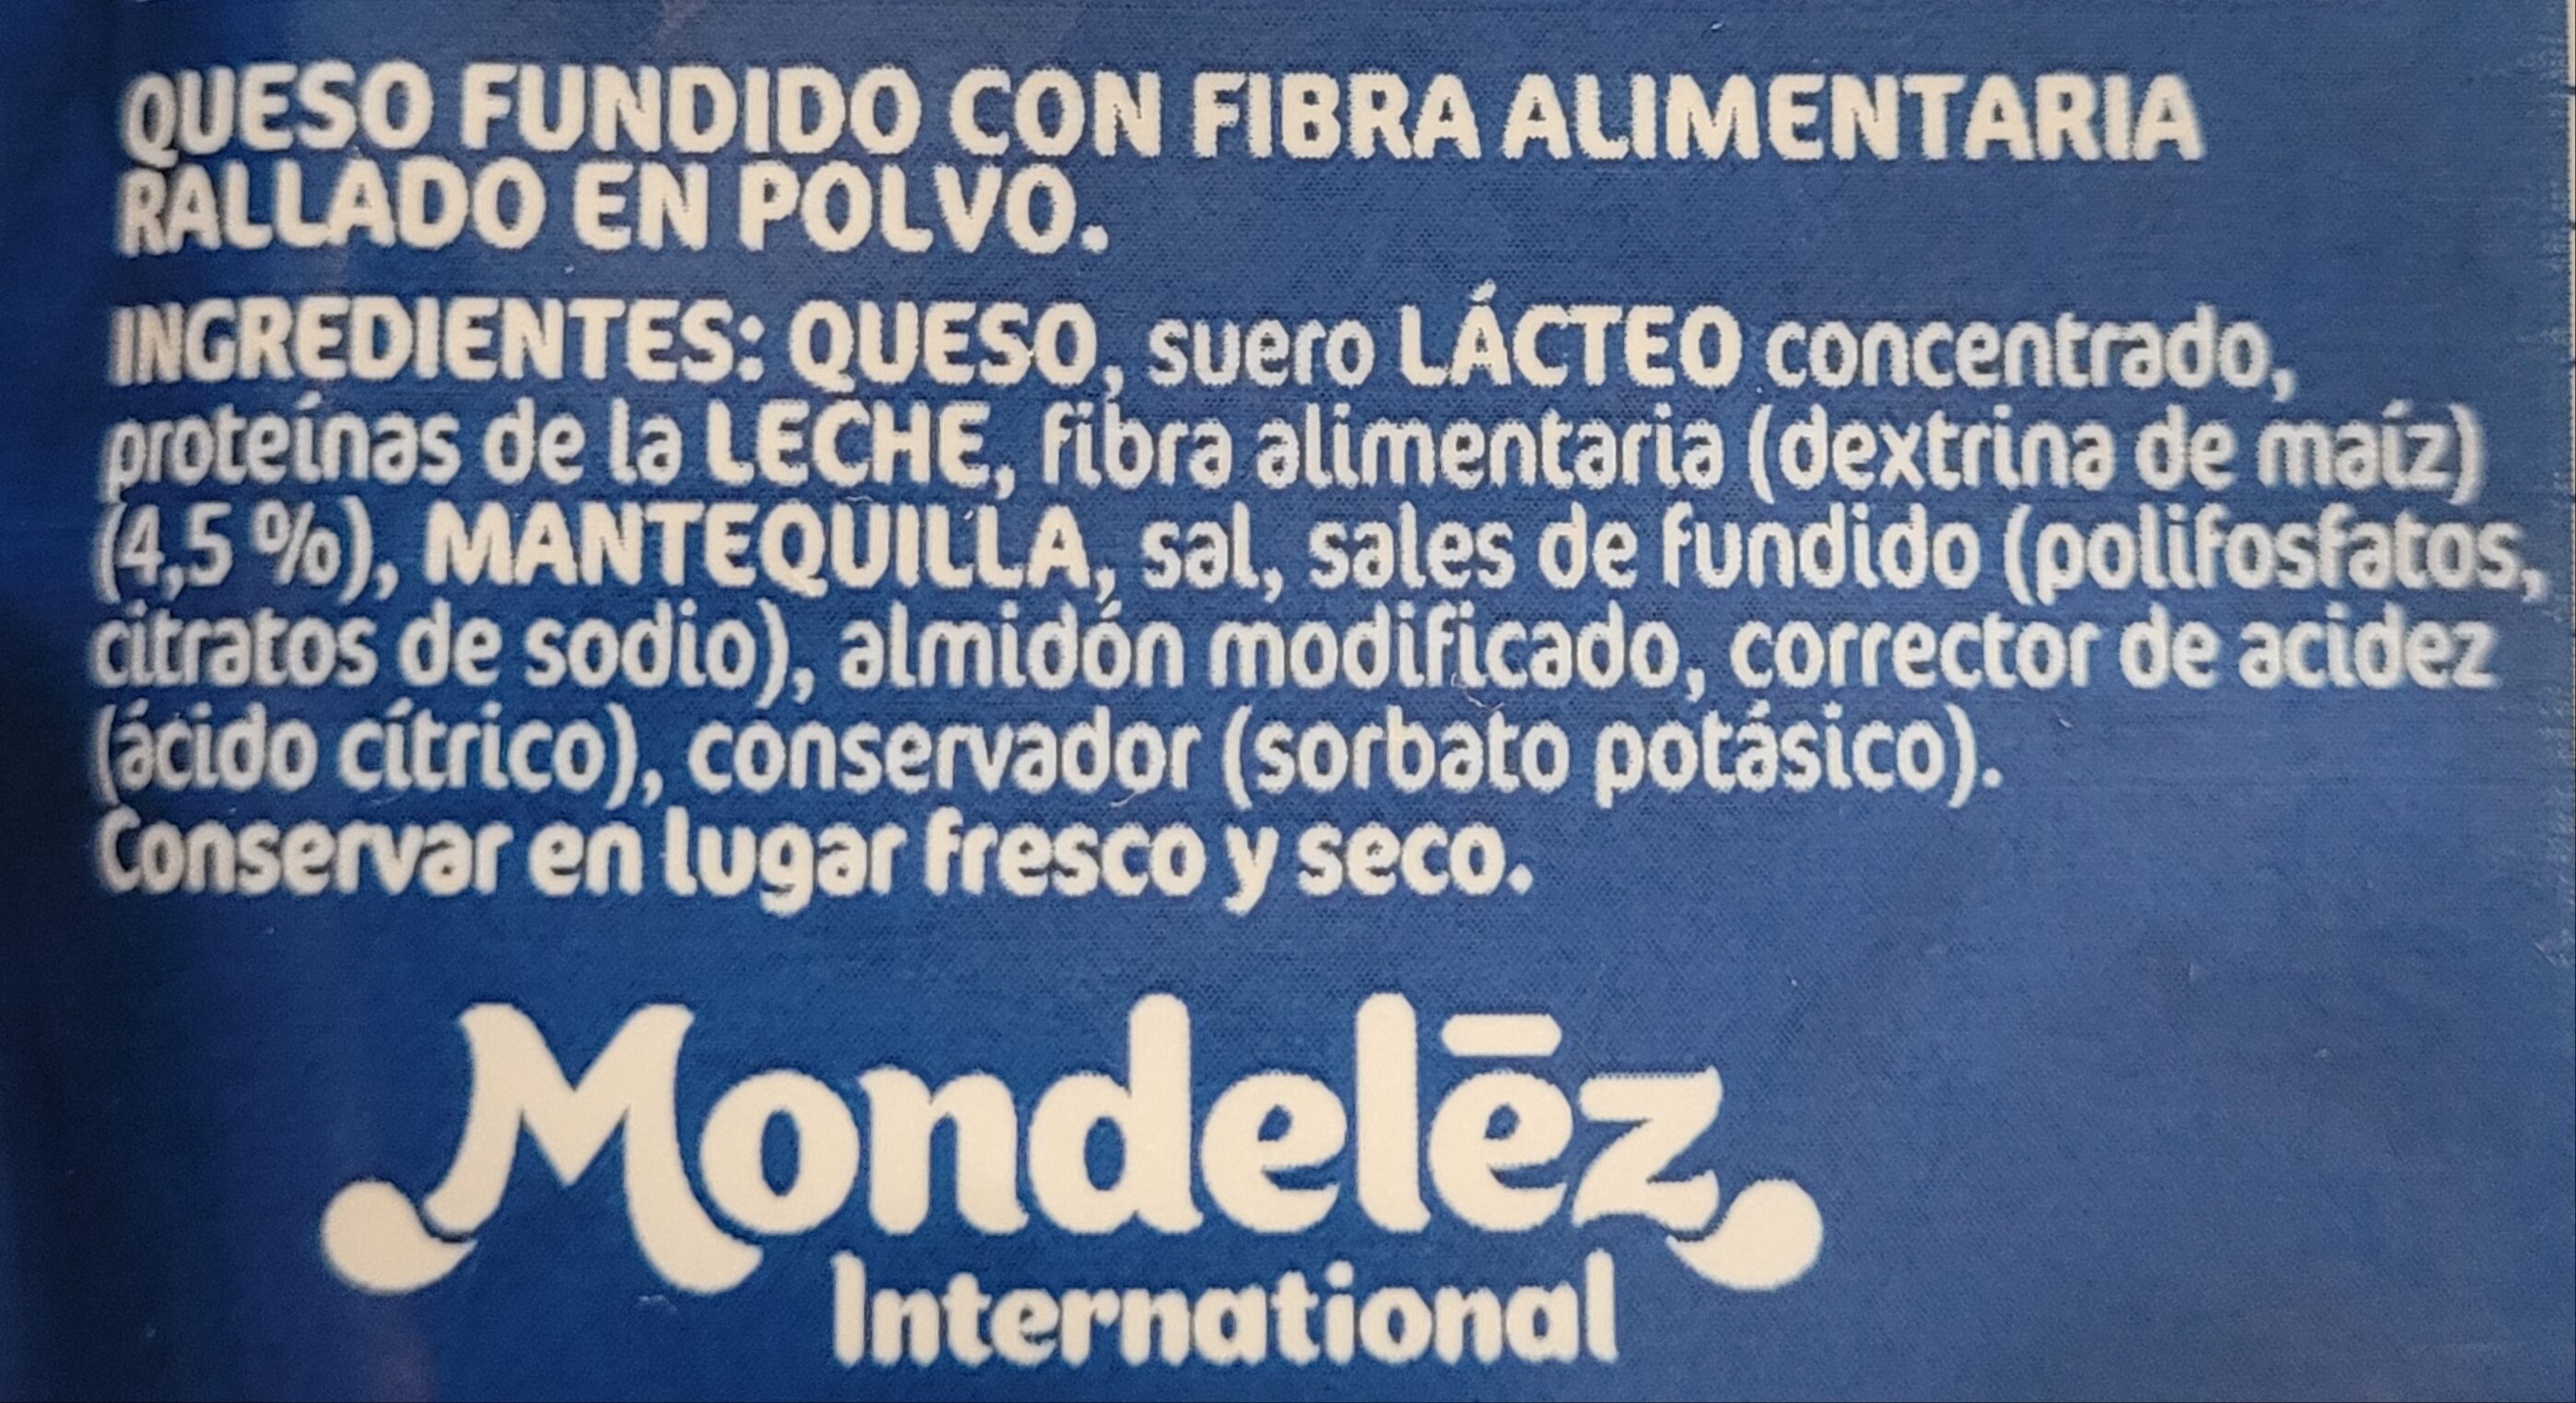 QUESO FUNDIDO CON FIBRA ALIMENTARIA
RALLADO EN POLVO.
INGREDIENTES: QUESO, suero LÁCTEO concentrado,
proteínas de la LECHE, fibra alimentaria (dextrina de maíz)
(4,5 %), MANTEQUILLA, sal, sales de fundido (polifosfatos,
citratos de sodio), almidón modificado, corrector de acidez
(ácido cítrico), conservador (sorbato potásico).
Conservar en lugar fresco y seco.
Mondelēz
International